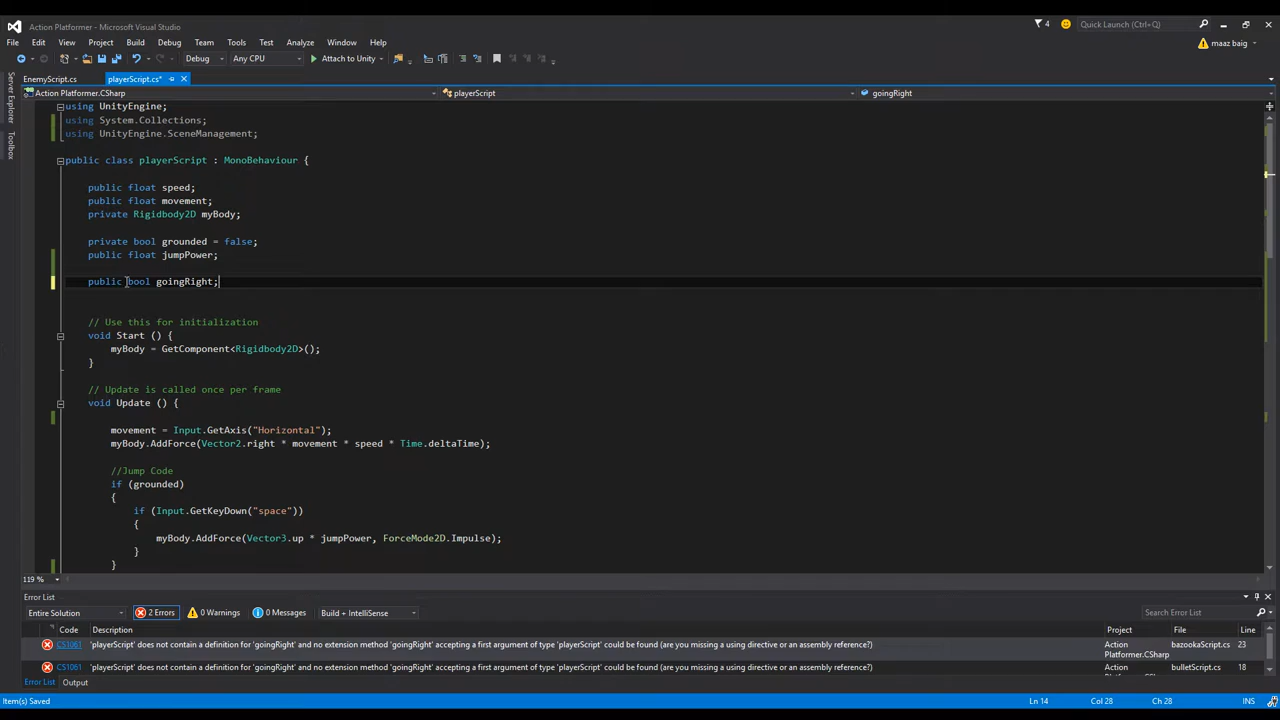 Action Platformer - Microsoft Visual Studio
4
Quick Launch (Ctrl+Q)
File Edit View Project Build Debug Team Tools Test Analyze Window Help
maaz baig
Debug Any CPU Attach to Unity
Server Explorer
Toolbox
EnemyScript.cs playerScript.cs*
Action Platformer.CSharp playerScript goingRight
using UnityEngine;
using System.Collections;
using UnityEngine.SceneManagement;
public class playerScript : MonoBehaviour {
public float speed;
public float movement;
private Rigidbody2D myBody;
private bool grounded = false;
public float jumpPower;
public bool goingRight;
// Use this for initialization
void Start () {
myBody = GetComponent<Rigidbody2D>();
}
// Update is called once per frame
void Update () {
movement = Input.GetAxis("Horizontal");
myBody.AddForce(Vector2.right * movement * speed * Time.deltaTime);
//Jump Code
if (grounded)
{
if (Input.GetKeyDown("space"))
{
myBody.AddForce(Vector3.up * jumpPower, ForceMode2D.Impulse);
}
}
119 %
Error List
Entire Solution 2 Errors 0 Warnings 0 Messages Build + IntelliSense Search Error List
Code Description Project File Line
CS1061 'playerScript' does not contain a definition for 'goingRight' and no extension method 'goingRight' accepting a first argument of type 'playerScript' could be found (are you missing a using directive or an assembly reference?) Action Platformer.CSharp bazookaScript.cs 23
CS1061 'playerScript' does not contain a definition for 'goingRight' and no extension method 'goingRight' accepting a first argument of type 'playerScript' could be found (are you missing a using directive or an assembly reference?) Action Platformer.CSharp bulletScript.cs 18
Error List Output
Item(s) Saved Ln 14 Col 28 Ch 28 INS